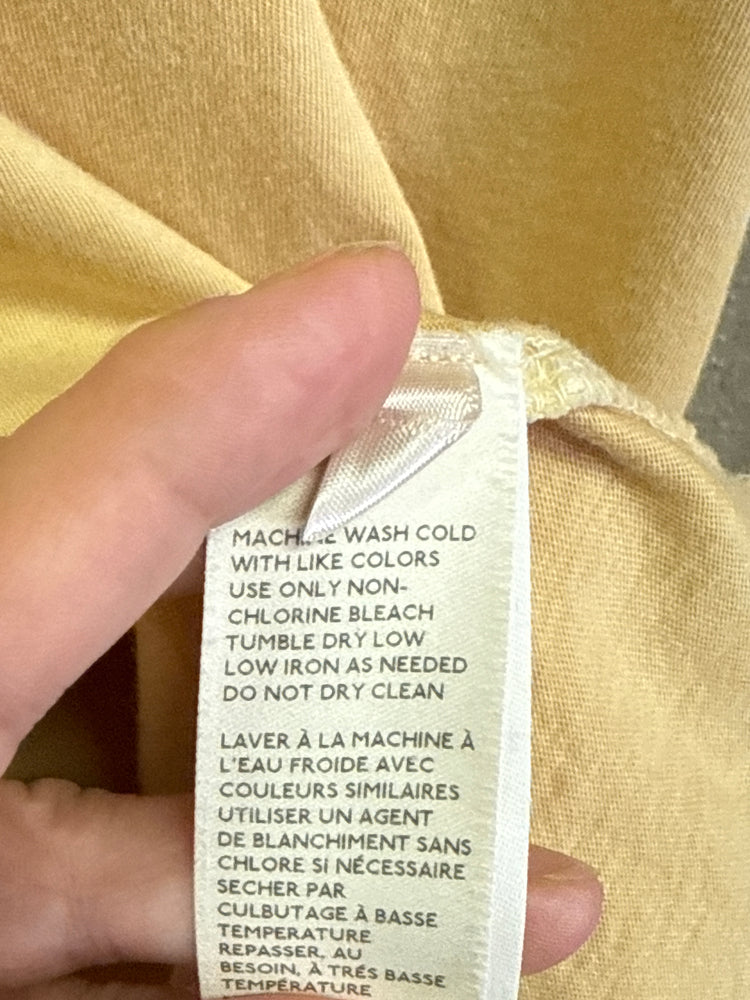 MACHINE WASH COLD
WITH LIKE COLORS
USE ONLY NON-
CHLORINE BLEACH
TUMBLE DRY LOW
LOW IRON AS NEEDED
DO NOT DRY CLEAN
LAVER À LA MACHINE À
L'EAU FROIDE AVEC
COULEURS SIMILAIRES
UTILISER UN AGENT
DE BLANCHIMENT SANS
CHLORE SI NÉCESSAIRE
SECHER PAR
CULBUTAGE À BASSE
TEMPERATURE
REPASSER, AU
BESOIN, À TRÉS BASSE
TEMPÉRATURE